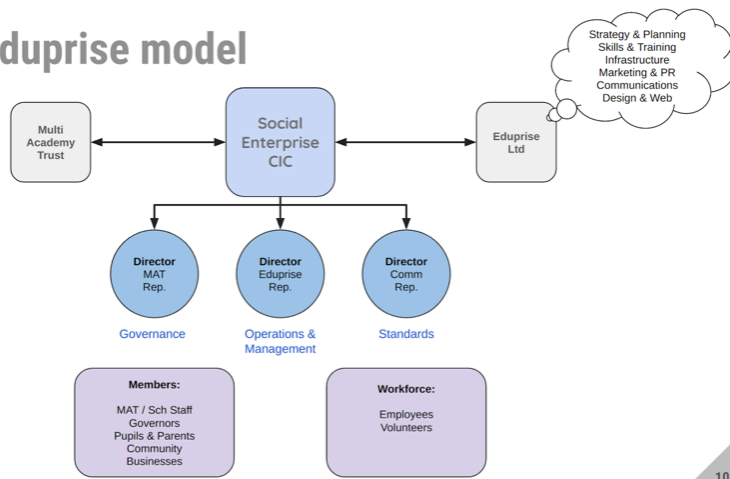 duprise model
Strategy & Planning
Skills & Training
Infrastructure
Marketing & PR
Communications
Design & Web
Multi
Academy
Trust
Social
Enterprise
CIC
Eduprise
Ltd
Director
MAT
Rep.
Director
Eduprise
Rep.
Director
Comm
Rep.
Governance
Operations &
Management
Standards
Members:
MAT / Sch Staff
Governors
Pupils & Parents
Community
Businesses
Workforce:
Employees
Volunteers
10